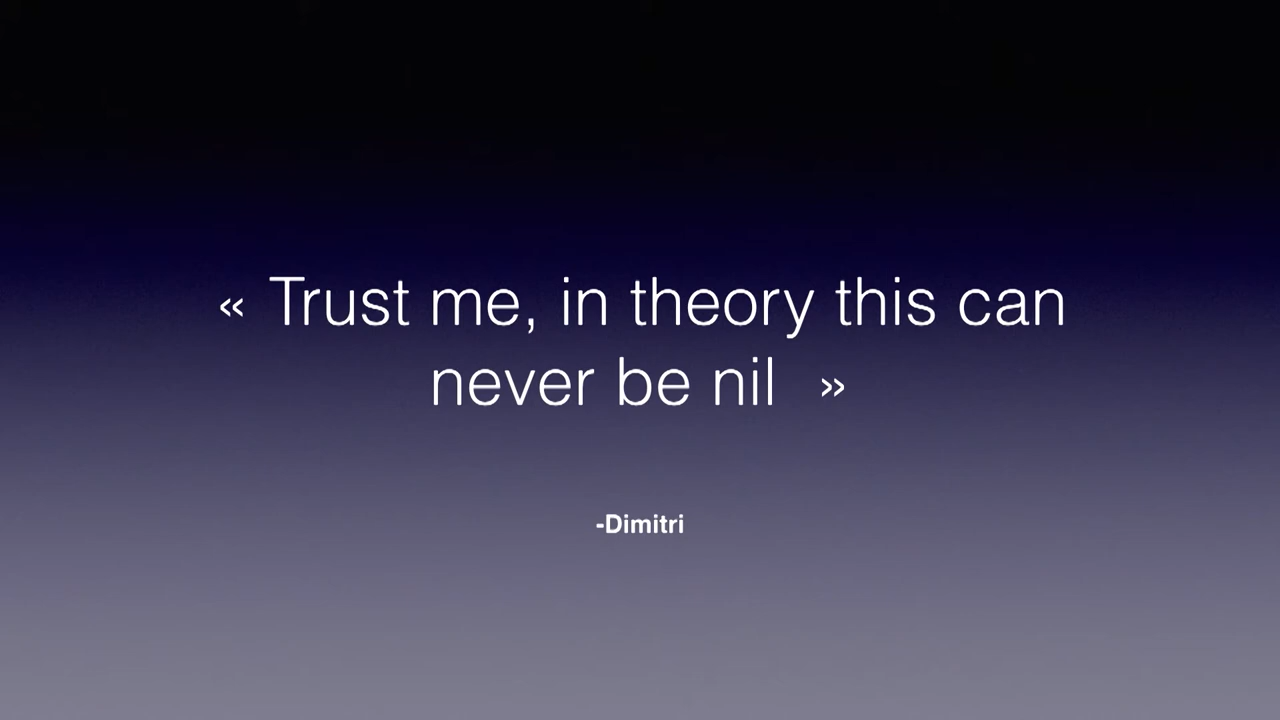 « Trust me, in theory this can
never be nil  »
-Dimitri